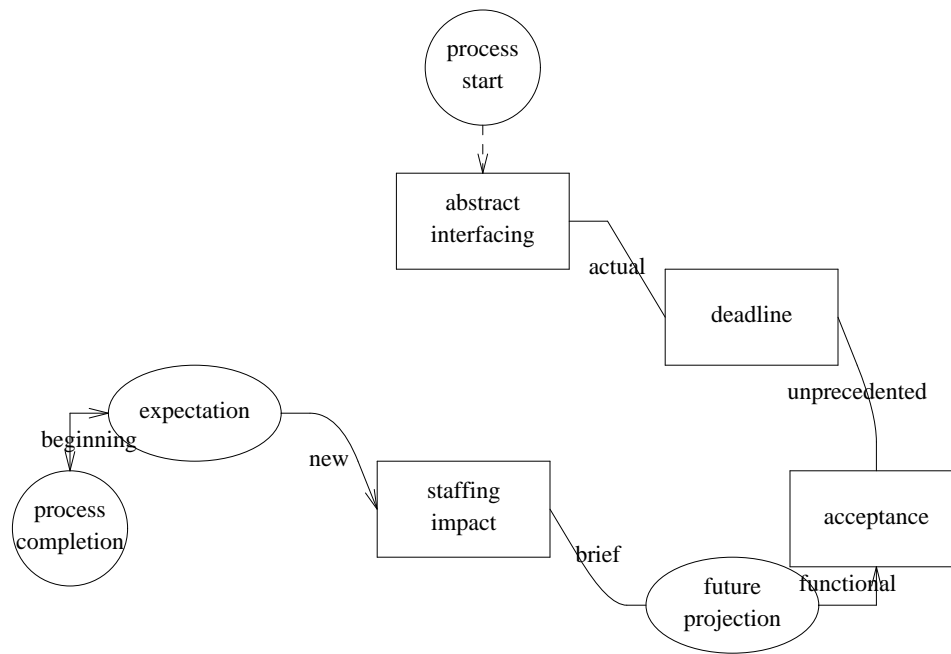 process
start
abstract
interfacing
actual
deadline
unprecedented
expectation
beginning
new
staffing
impact
process
completion
acceptance
brief
functional
future
projection